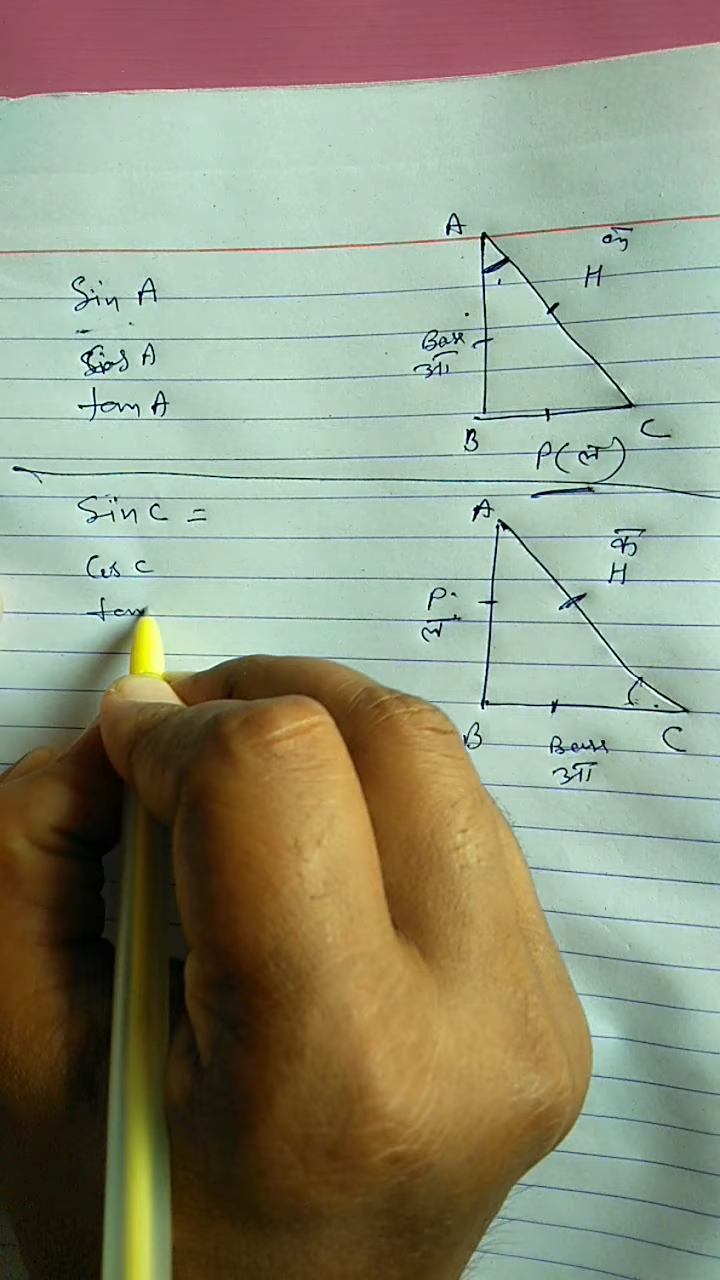 A
Sin A
क
H
Cos A
Base
आ
tan A
B
C
P(ल)
Sin C =
A
Cos C
क
H
tan
P
ल
B
Base
C
आ